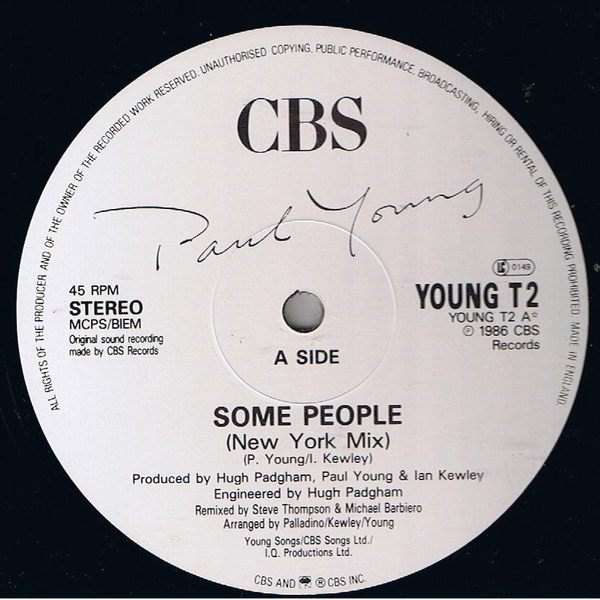 ALL RIGHTS OF THE PRODUCER AND OF THE OWNER OF THE RECORDED WORK RESERVED. UNAUTHORISED COPYING, PUBLIC PERFORMANCE, BROADCASTING, HIRING OR RENTAL OF THIS RECORDING PROHIBITED. MADE IN ENGLAND.
CBS
Paul Young
45 RPM
STEREO
MCPS/BIEM
Original sound recording
made by CBS Records
LC 0149
YOUNG T2
YOUNG T2 A☆
℗ 1986 CBS
Records
A SIDE
SOME PEOPLE
(New York Mix)
(P. Young/I. Kewley)
Produced by Hugh Padgham, Paul Young & Ian Kewley
Engineered by Hugh Padgham
Remixed by Steve Thompson & Michael Barbiero
Arranged by Palladino/Kewley/Young
Young Songs/CBS Songs Ltd./
I.Q. Productions Ltd.
CBS AND ® CBS INC.